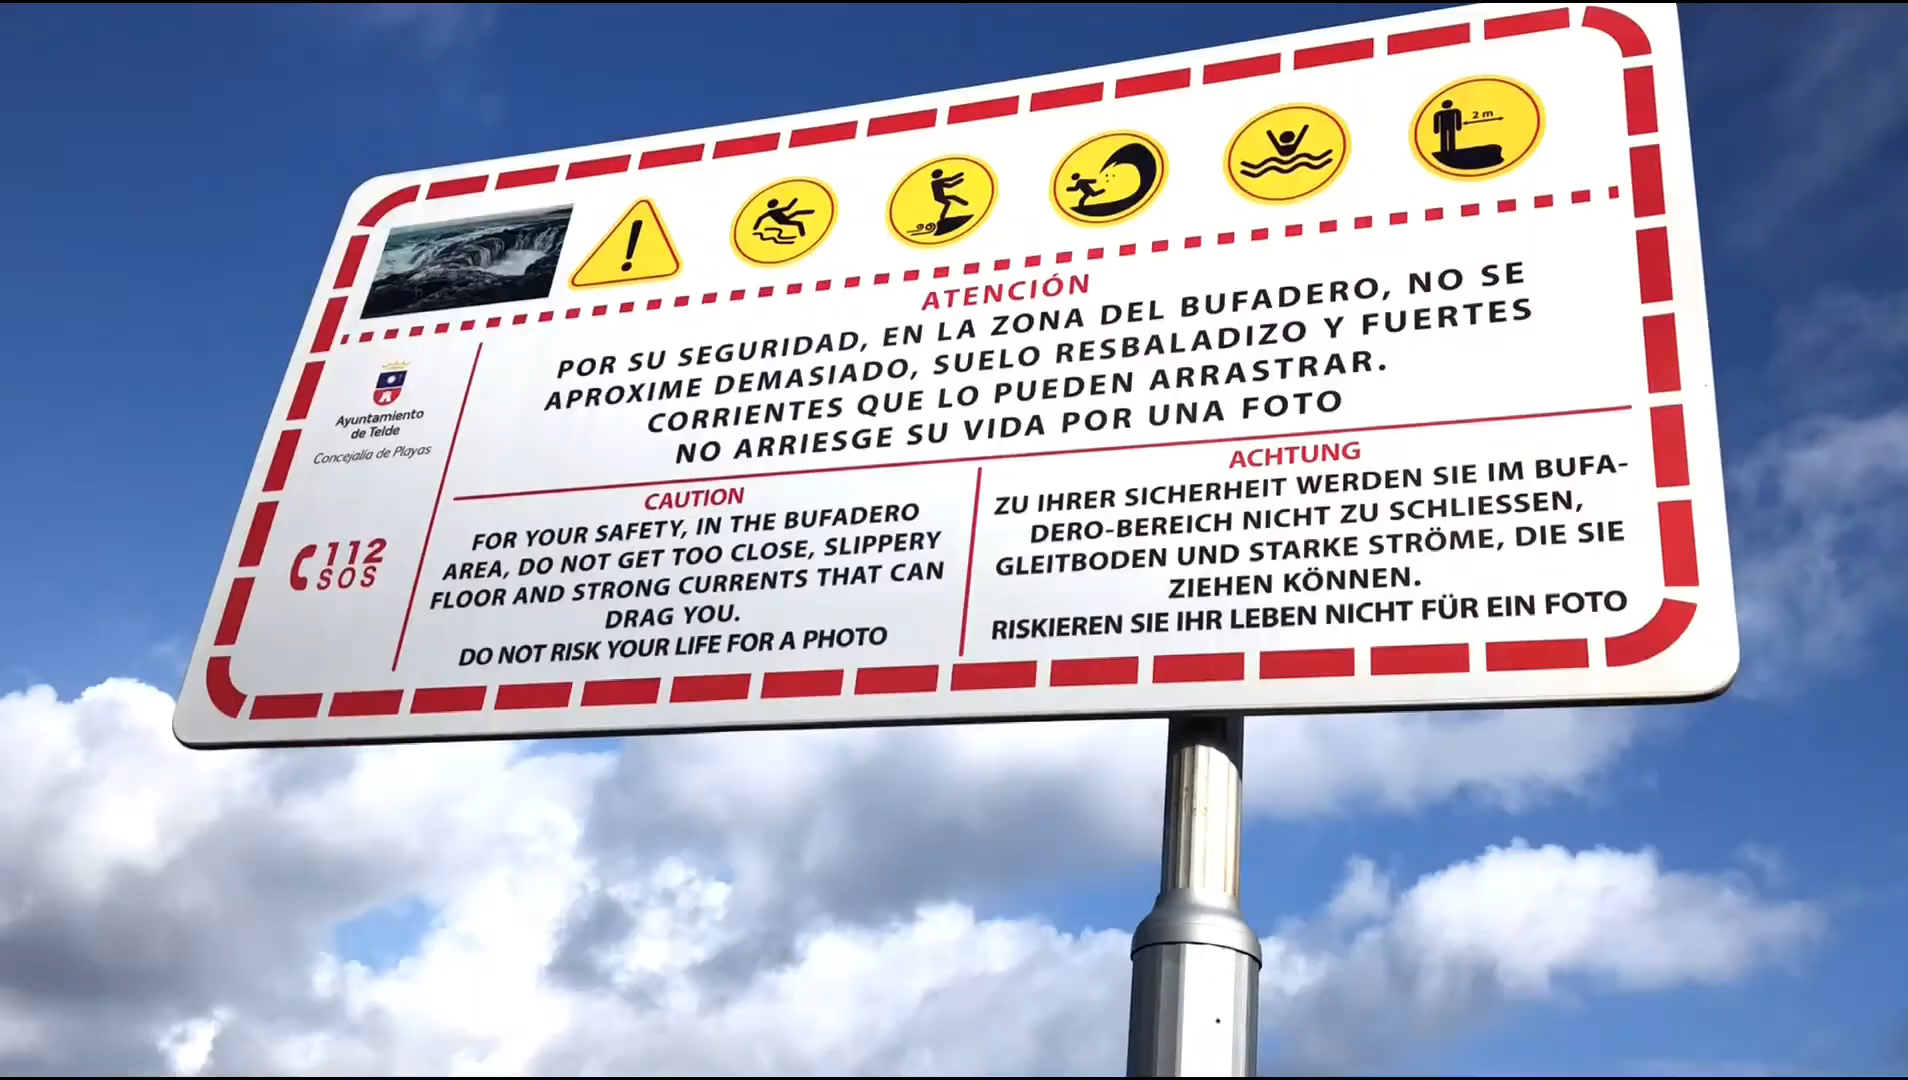 2 m
ATENCIÓN
POR SU SEGURIDAD, EN LA ZONA DEL BUFADERO, NO SE
APROXIME DEMASIADO, SUELO RESBALADIZO Y FUERTES
CORRIENTES QUE LO PUEDEN ARRASTRAR.
NO ARRIESGE SU VIDA POR UNA FOTO
Ayuntamiento
de Telde
Concejalía de Playas
112
SOS
CAUTION
FOR YOUR SAFETY, IN THE BUFADERO
AREA, DO NOT GET TOO CLOSE, SLIPPERY
FLOOR AND STRONG CURRENTS THAT CAN
DRAG YOU.
DO NOT RISK YOUR LIFE FOR A PHOTO
ACHTUNG
ZU IHRER SICHERHEIT WERDEN SIE IM BUFA-
DERO-BEREICH NICHT ZU SCHLIESSEN,
GLEITBODEN UND STARKE STRÖME, DIE SIE
ZIEHEN KÖNNEN.
RISKIEREN SIE IHR LEBEN NICHT FÜR EIN FOTO